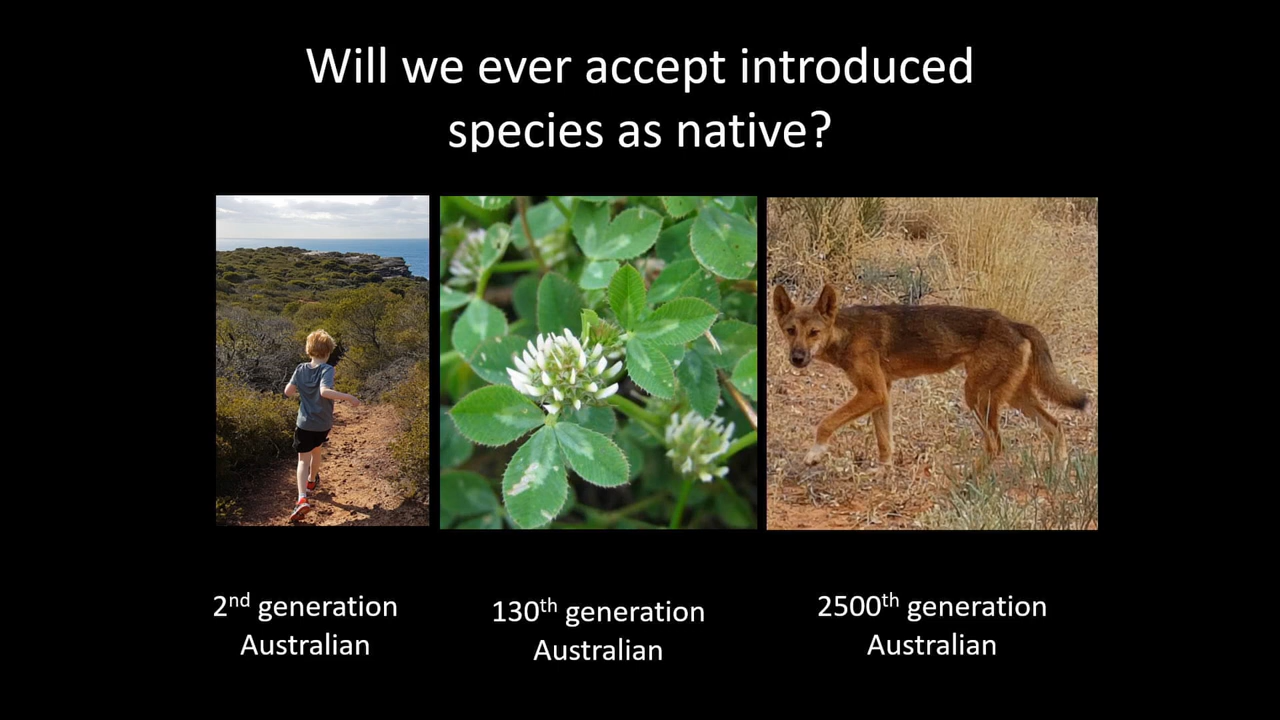 Will we ever accept introduced
species as native?
2nd generation
Australian
130th generation
Australian
2500th generation
Australian